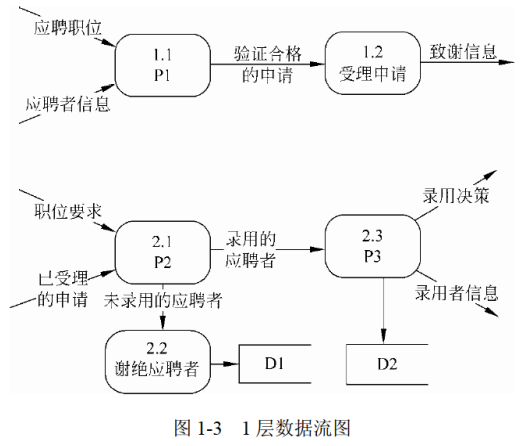 应聘职位
1.1
P1
验证合格
的申请
1.2
受理申请
致谢信息
应聘者信息
职位要求
2.1
P2
录用的
应聘者
2.3
P3
录用决策
已受理
的申请
未录用的应聘者
录用者信息
2.2
谢绝应聘者
D1
D2
图 1-3 1 层数据流图